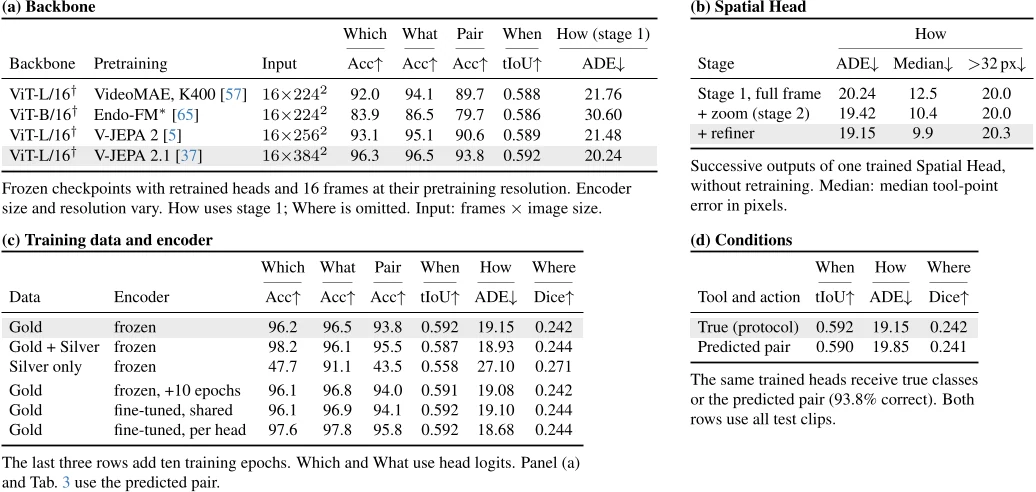 (a) Backbone
Which What Pair When How (stage 1)
Backbone Pretraining Input Acc↑ Acc↑ Acc↑ tIoU↑ ADE↓
ViT-L/16† VideoMAE, K400 [57] 16×224² 92.0 94.1 89.7 0.588 21.76
ViT-B/16† Endo-FM* [65] 16×224² 83.9 86.5 79.7 0.586 30.60
ViT-L/16† V-JEPA 2 [5] 16×256² 93.1 95.1 90.6 0.589 21.48
ViT-L/16† V-JEPA 2.1 [37] 16×384² 96.3 96.5 93.8 0.592 20.24
Frozen checkpoints with retrained heads and 16 frames at their pretraining resolution. Encoder
size and resolution vary. How uses stage 1; Where is omitted. Input: frames × image size.
(b) Spatial Head
How
Stage ADE↓ Median↓ >32 px↓
Stage 1, full frame 20.24 12.5 20.0
+ zoom (stage 2) 19.42 10.4 20.0
+ refiner 19.15 9.9 20.3
Successive outputs of one trained Spatial Head,
without retraining. Median: median tool-point
error in pixels.
(c) Training data and encoder
Which What Pair When How Where
Data Encoder Acc↑ Acc↑ Acc↑ tIoU↑ ADE↓ Dice↑
Gold frozen 96.2 96.5 93.8 0.592 19.15 0.242
Gold + Silver frozen 98.2 96.1 95.5 0.587 18.93 0.244
Silver only frozen 47.7 91.1 43.5 0.558 27.10 0.271
Gold frozen, +10 epochs 96.1 96.8 94.0 0.591 19.08 0.242
Gold fine-tuned, shared 96.1 96.9 94.1 0.592 19.10 0.244
Gold fine-tuned, per head 97.6 97.8 95.8 0.592 18.68 0.244
The last three rows add ten training epochs. Which and What use head logits. Panel (a)
and Tab. 3 use the predicted pair.
(d) Conditions
When How Where
Tool and action tIoU↑ ADE↓ Dice↑
True (protocol) 0.592 19.15 0.242
Predicted pair 0.590 19.85 0.241
The same trained heads receive true classes
or the predicted pair (93.8% correct). Both
rows use all test clips.